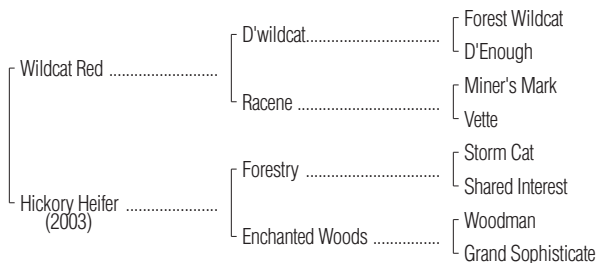 Forest Wildcat
D'wildcat
D'Enough
Wildcat Red
Miner's Mark
Racene
Vette
Storm Cat
Forestry
Shared Interest
Hickory Heifer
(2003)
Woodman
Enchanted Woods
Grand Sophisticate